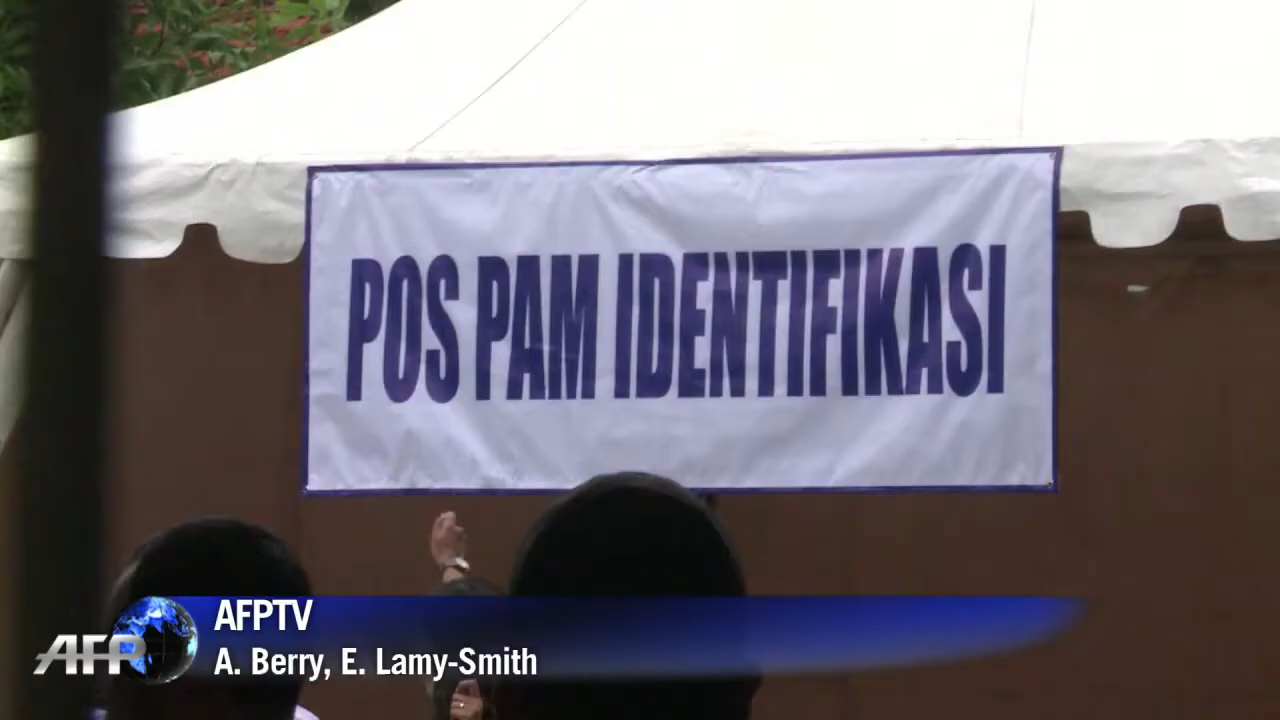 POS PAM IDENTIFIKASI
AFPTV
AFP
A. Berry, E. Lamy-Smith